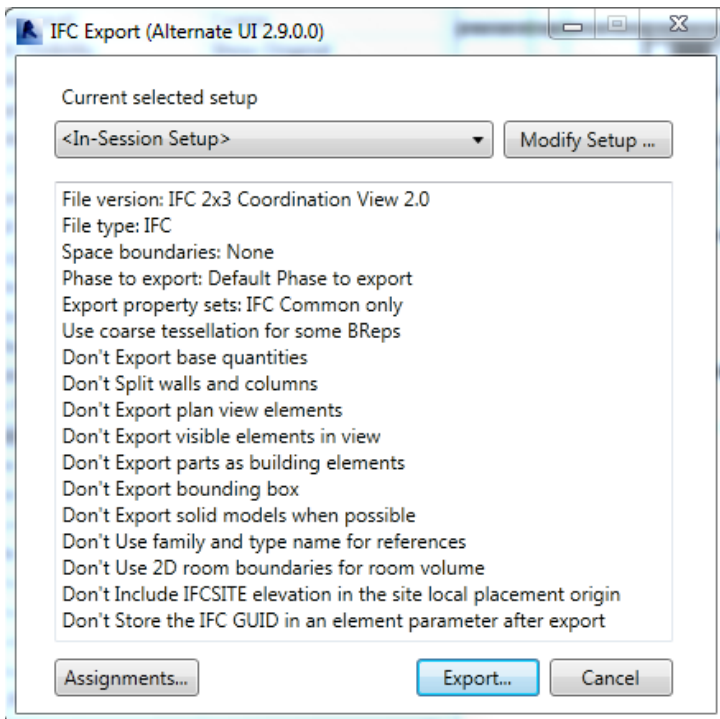 IFC Export (Alternate UI 2.9.0.0)
Current selected setup
<In-Session Setup>
Modify Setup ...
File version: IFC 2x3 Coordination View 2.0
File type: IFC
Space boundaries: None
Phase to export: Default Phase to export
Export property sets: IFC Common only
Use coarse tessellation for some BReps
Don't Export base quantities
Don't Split walls and columns
Don't Export plan view elements
Don't Export visible elements in view
Don't Export parts as building elements
Don't Export bounding box
Don't Export solid models when possible
Don't Use family and type name for references
Don't Use 2D room boundaries for room volume
Don't Include IFCSITE elevation in the site local placement origin
Don't Store the IFC GUID in an element parameter after export
Assignments...
Export...
Cancel